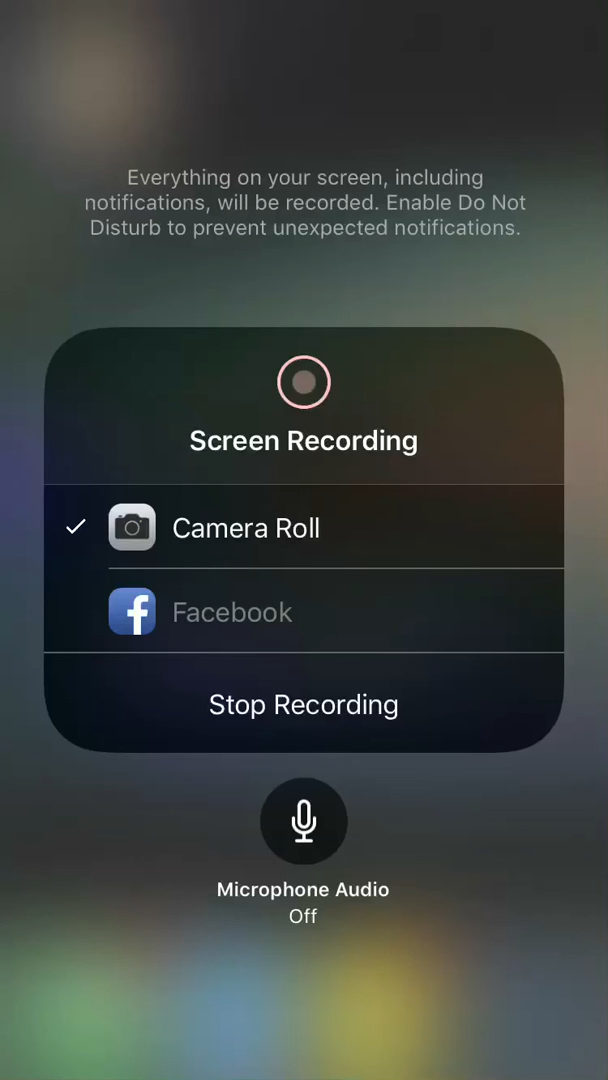 Everything on your screen, including
notifications, will be recorded. Enable Do Not
Disturb to prevent unexpected notifications.
Screen Recording
Camera Roll
Facebook
Stop Recording
Microphone Audio
Off